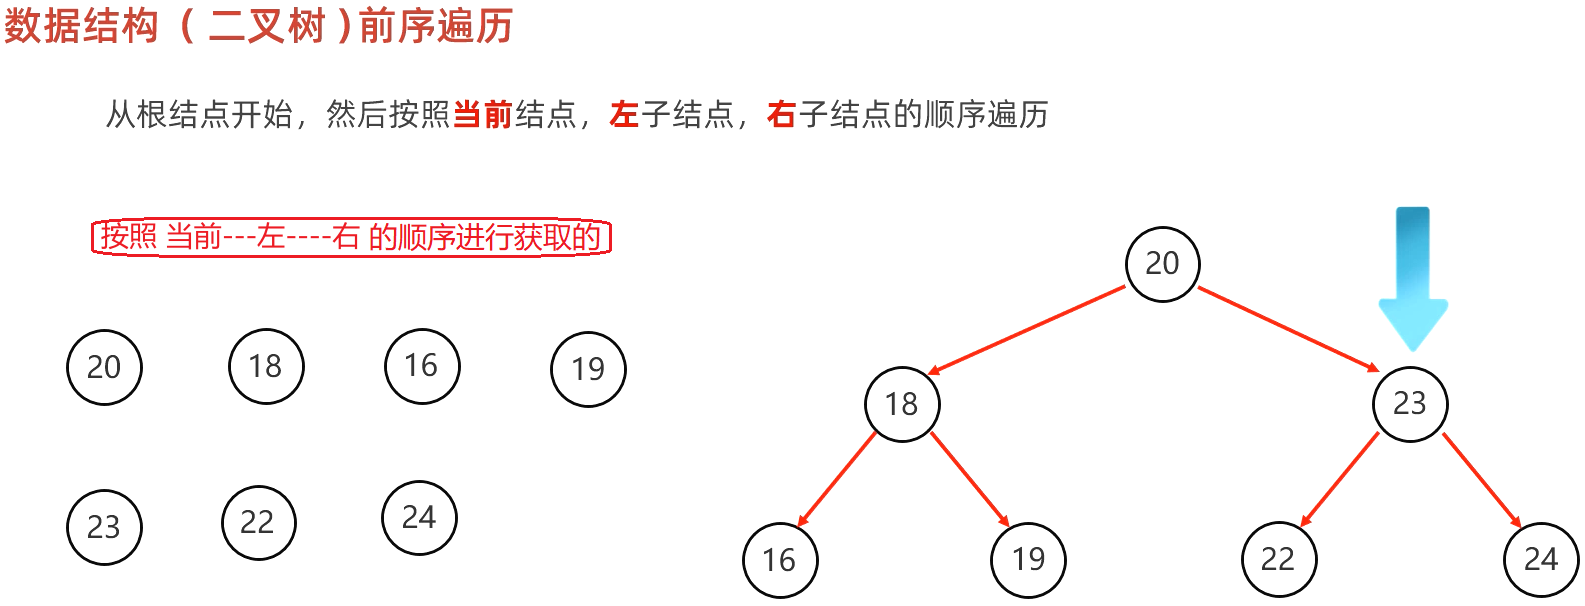 数据结构（二叉树)前序遍历
从根结点开始，然后按照当前结点，左子结点，右子结点的顺序遍历
按照 当前---左----右 的顺序进行获取的
20 18 16 19
23 22 24
20
18 23
16 19 22 24